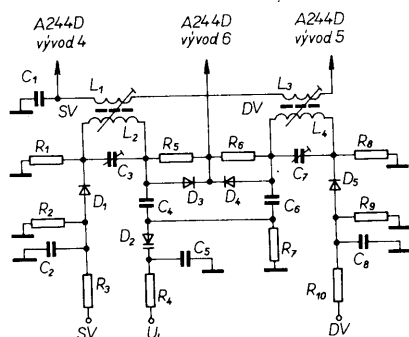 A244D A244D A244D
vývod 4 vývod 6 vývod 5
C1 L1 L3
SV DV
L2 L4
R1 R5 R6 R8
C3 C7
D1 D3 D4 D5
C4 C6
R2 R9
D2
C2 C5 R7 C8
R3 R4 R10
SV DV